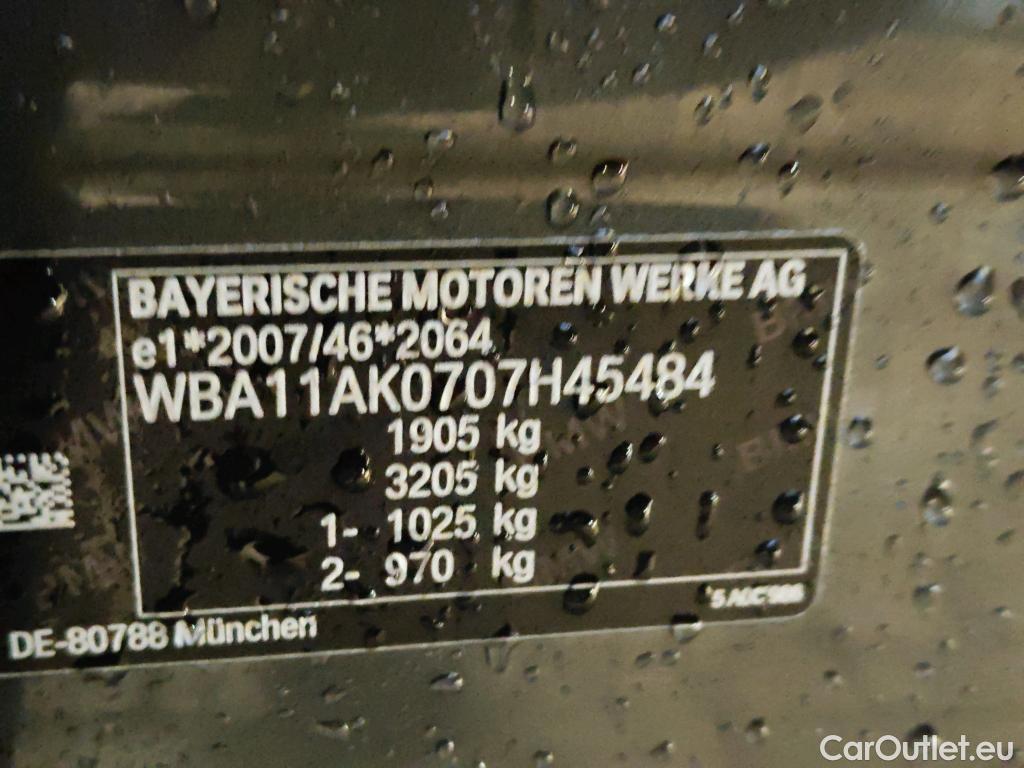 BAYERISCHE MOTOREN WERKE AG
e1*2007/46*2064
WBA11AK0707H45484
1905 kg
3205 kg
1- 1025 kg
2- 970 kg
DE-80788 München
CarOutlet.eu